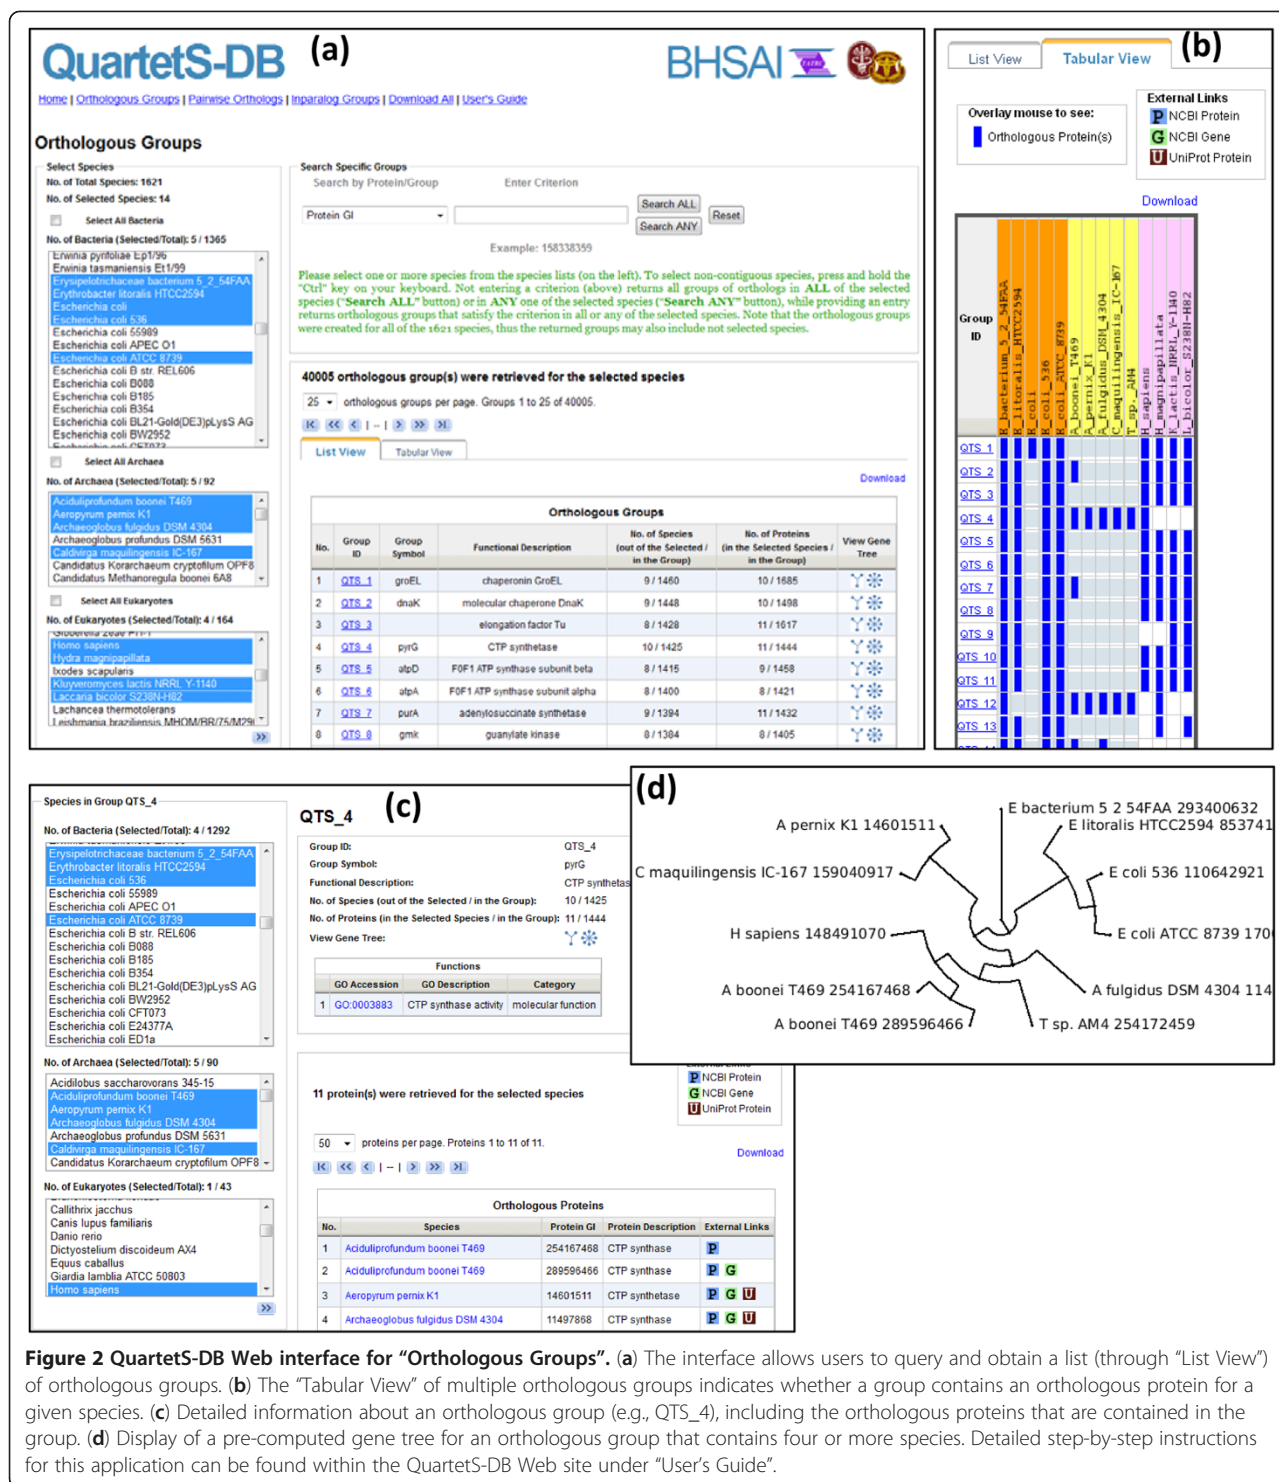 (a)
QuartetS-DB
BHSAI
Home | Orthologous Groups | Pairwise Orthologs | Inparalog Groups | Download All | User's Guide
Orthologous Groups
Select Species
No. of Total Species: 1621
No. of Selected Species: 14
Select All Bacteria
No. of Bacteria (Selected/Total): 5 / 1365
Erwinia pyrifoliae Ep1/96
Erwinia tasmaniensis Et1/99
Erysipelotrichaceae bacterium 5_2_54FAA
Erythrobacter litoralis HTCC2594
Escherichia coli
Escherichia coli 536
Escherichia coli 55989
Escherichia coli APEC O1
Escherichia coli ATCC 8739
Escherichia coli B str. REL606
Escherichia coli B088
Escherichia coli B185
Escherichia coli B354
Escherichia coli BL21-Gold(DE3)pLysS AG
Escherichia coli BW2952
Escherichia coli CFT073
Select All Archaea
No. of Archaea (Selected/Total): 5 / 92
Aciduliprofundum boonei T469
Aeropyrum pernix K1
Archaeoglobus fulgidus DSM 4304
Archaeoglobus profundus DSM 5631
Caldivirga maquilingensis IC-167
Candidatus Korarchaeum cryptofilum OPF8
Candidatus Methanoregula boonei 6A8
Select All Eukaryotes
No. of Eukaryotes (Selected/Total): 4 / 164
Gibberella zeae PH-1
Homo sapiens
Hydra magnipapillata
Ixodes scapularis
Kluyveromyces lactis NRRL Y-1140
Laccaria bicolor S238N-H82
Lachancea thermotolerans
Leishmania braziliensis MHOM/BR/75/M29
Search Specific Groups
Search by Protein/Group Enter Criterion
Protein GI
Search ALL
Search ANY
Reset
Example: 158338359
Please select one or more species from the species lists (on the left). To select non-contiguous species, press and hold the
"Ctrl" key on your keyboard. Not entering a criterion (above) returns all groups of orthologs in ALL of the selected
species ("Search ALL" button) or in ANY one of the selected species ("Search ANY" button), while providing an entry
returns orthologous groups that satisfy the criterion in all or any of the selected species. Note that the orthologous groups
were created for all of the 1621 species, thus the returned groups may also include not selected species.
40005 orthologous group(s) were retrieved for the selected species
25 orthologous groups per page. Groups 1 to 25 of 40005.
| -- |
List View Tabular View
Download
Orthologous Groups
No. Group ID Group Symbol Functional Description No. of Species (out of the Selected / in the Group) No. of Proteins (in the Selected Species / in the Group) View Gene Tree
1 QTS_1 groEL chaperonin GroEL 9 / 1460 10 / 1685
2 QTS_2 dnaK molecular chaperone DnaK 9 / 1448 10 / 1498
3 QTS_3 elongation factor Tu 8 / 1428 11 / 1617
4 QTS_4 pyrG CTP synthetase 10 / 1425 11 / 1444
5 QTS_5 atpD F0F1 ATP synthase subunit beta 8 / 1415 9 / 1458
6 QTS_6 atpA F0F1 ATP synthase subunit alpha 8 / 1400 8 / 1421
7 QTS_7 purA adenylosuccinate synthetase 9 / 1394 11 / 1432
8 QTS_8 gmk guanylate kinase 8 / 1384 8 / 1405
(b)
List View Tabular View
Overlay mouse to see:
Orthologous Protein(s)
External Links
P NCBI Protein
G NCBI Gene
U UniProt Protein
Download
Group ID
E_bacterium_5_2_54FAA
E_litoralis_HTCC2594
E_coli
E_coli_536
E_coli_ATCC_8739
A_boonei_T469
A_pernix_K1
A_fulgidus_DSM_4304
C_maquilingensis_IC-167
T_sp._AM4
H_sapiens
H_magnipapillata
K_lactis_NRRL_Y-1140
L_bicolor_S238N-H82
QTS_1
QTS_2
QTS_3
QTS_4
QTS_5
QTS_6
QTS_7
QTS_8
QTS_9
QTS_10
QTS_11
QTS_12
QTS_13
(c)
Species in Group QTS_4
No. of Bacteria (Selected/Total): 4 / 1292
Erysipelotrichaceae bacterium 5_2_54FAA
Erythrobacter litoralis HTCC2594
Escherichia coli 536
Escherichia coli 55989
Escherichia coli APEC O1
Escherichia coli ATCC 8739
Escherichia coli B str. REL606
Escherichia coli B088
Escherichia coli B185
Escherichia coli B354
Escherichia coli BL21-Gold(DE3)pLysS AG
Escherichia coli BW2952
Escherichia coli CFT073
Escherichia coli E24377A
Escherichia coli ED1a
No. of Archaea (Selected/Total): 5 / 90
Acidilobus saccharovorans 345-15
Aciduliprofundum boonei T469
Aeropyrum pernix K1
Archaeoglobus fulgidus DSM 4304
Archaeoglobus profundus DSM 5631
Caldivirga maquilingensis IC-167
Candidatus Korarchaeum cryptofilum OPF8
No. of Eukaryotes (Selected/Total): 1 / 43
Callithrix jacchus
Canis lupus familiaris
Danio rerio
Dictyostelium discoideum AX4
Equus caballus
Giardia lamblia ATCC 50803
Homo sapiens
QTS_4
Group ID: QTS_4
Group Symbol: pyrG
Functional Description: CTP synthetas
No. of Species (out of the Selected / in the Group): 10 / 1425
No. of Proteins (in the Selected Species / in the Group): 11 / 1444
View Gene Tree:
Functions
GO Accession GO Description Category
1 GO:0003883 CTP synthase activity molecular function
External Links
P NCBI Protein
G NCBI Gene
U UniProt Protein
11 protein(s) were retrieved for the selected species
50 proteins per page. Proteins 1 to 11 of 11.
| -- |
Download
Orthologous Proteins
No. Species Protein GI Protein Description External Links
1 Aciduliprofundum boonei T469 254167468 CTP synthase P
2 Aciduliprofundum boonei T469 289596466 CTP synthase P G
3 Aeropyrum pernix K1 14601511 CTP synthetase P G U
4 Archaeoglobus fulgidus DSM 4304 11497868 CTP synthetase P G U
(d)
E bacterium 5 2 54FAA 293400632
A pernix K1 14601511
E litoralis HTCC2594 853741
C maquilingensis IC-167 159040917
E coli 536 110642921
H sapiens 148491070
E coli ATCC 8739 170
A boonei T469 254167468
A fulgidus DSM 4304 114
A boonei T469 289596466
T sp. AM4 254172459
Figure 2 QuartetS-DB Web interface for “Orthologous Groups”. (a) The interface allows users to query and obtain a list (through “List View”)
of orthologous groups. (b) The “Tabular View” of multiple orthologous groups indicates whether a group contains an orthologous protein for a
given species. (c) Detailed information about an orthologous group (e.g., QTS_4), including the orthologous proteins that are contained in the
group. (d) Display of a pre-computed gene tree for an orthologous group that contains four or more species. Detailed step-by-step instructions
for this application can be found within the QuartetS-DB Web site under “User’s Guide”.